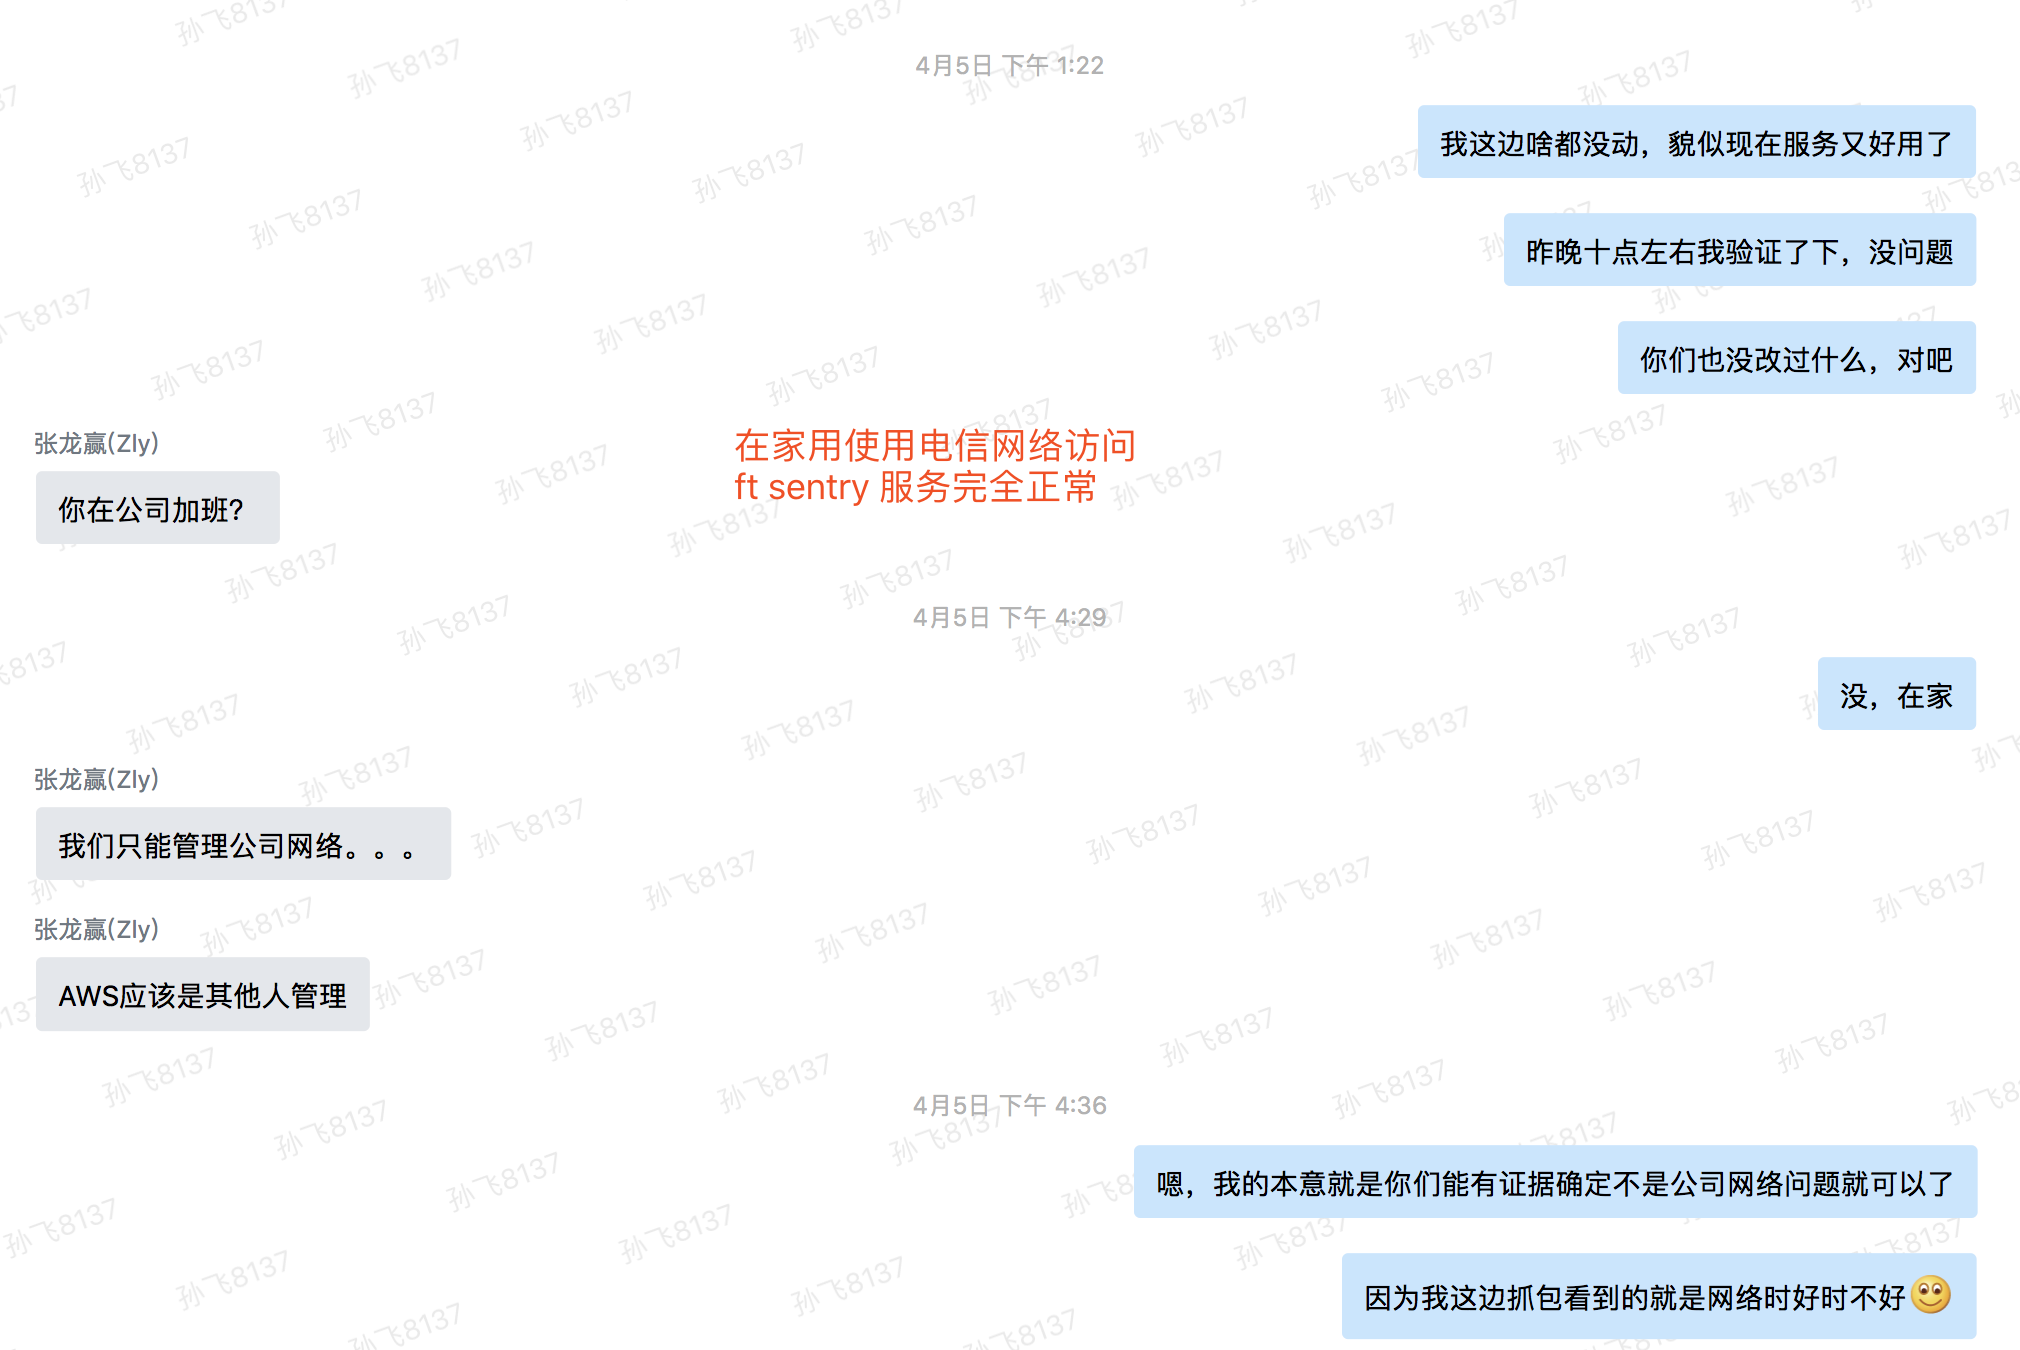 4月5日 下午 1:22
我这边啥都没动，貌似现在服务又好用了
昨晚十点左右我验证了下，没问题
你们也没改过什么，对吧
张龙赢(Zly)
你在公司加班?
在家用使用电信网络访问
ft sentry 服务完全正常
4月5日 下午 4:29
没，在家
张龙赢(Zly)
我们只能管理公司网络。。。
张龙赢(Zly)
AWS应该是其他人管理
4月5日 下午 4:36
嗯，我的本意就是你们能有证据确定不是公司网络问题就可以了
因为我这边抓包看到的就是网络时好时不好
孙飞8137